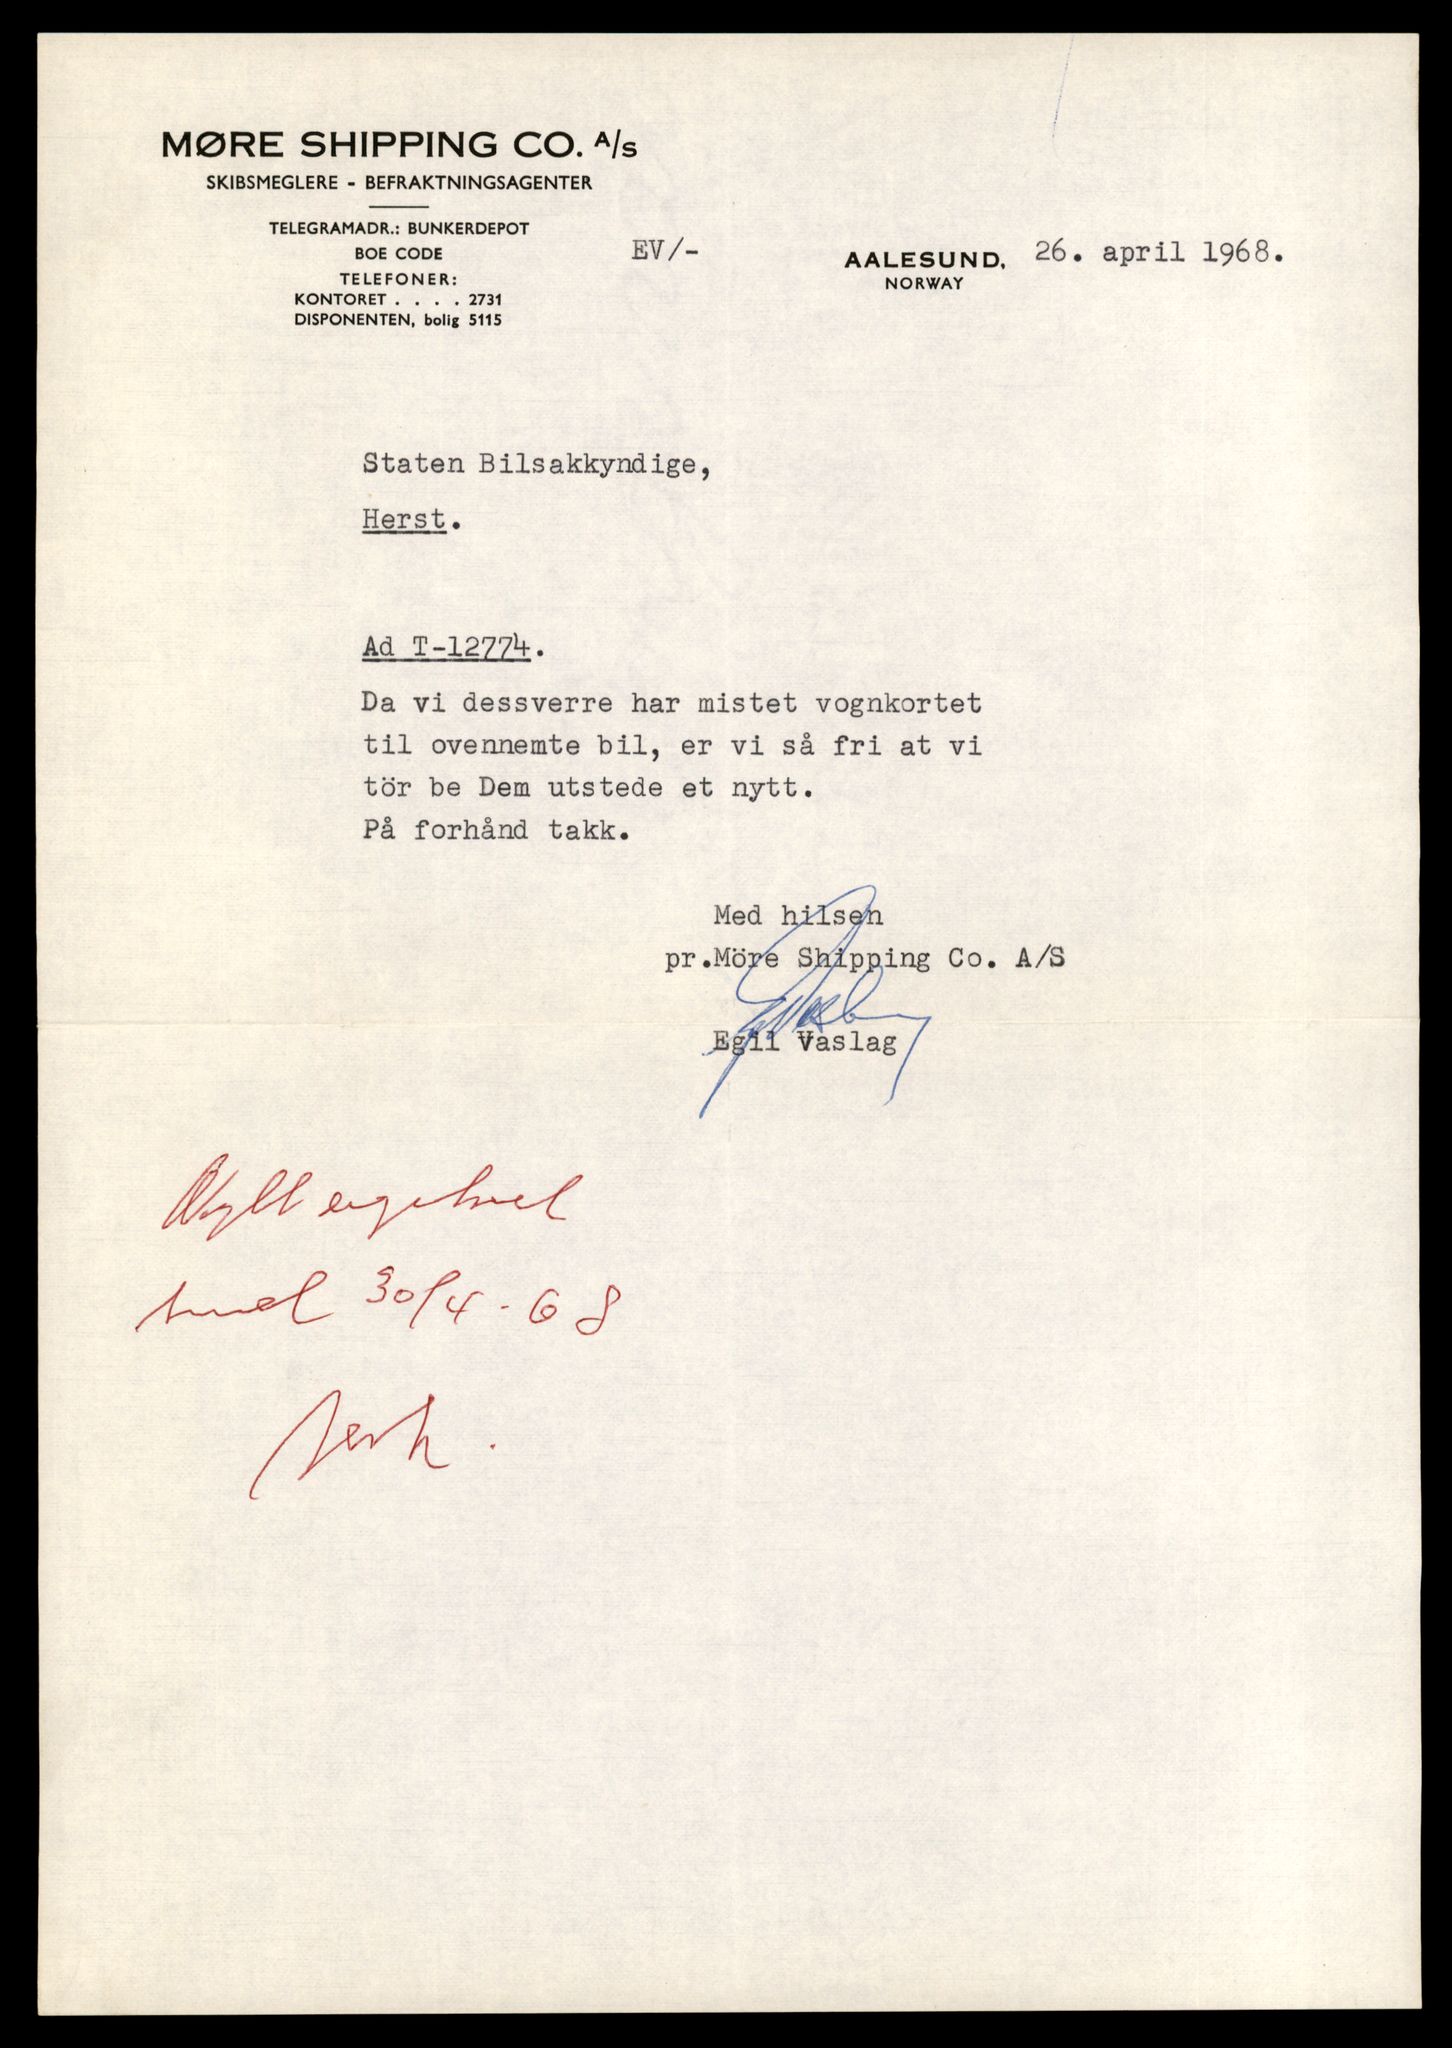 MØRE SHIPPING CO. A/S
SKIBSMEGLERE - BEFRAKTNINGSAGENTER
TELEGRAMADR.: BUNKERDEPOT
BOE CODE
TELEFONER:
KONTORET . . . . 2731
DISPONENTEN, bolig 5115
EV/-
AALESUND, 26. april 1968.
NORWAY
Staten Bilsakkyndige,
Herst.
Ad T-12774.
Da vi dessverre har mistet vognkortet
til ovennemte bil, er vi så fri at vi
tör be Dem utstede et nytt.
På forhånd takk.
Med hilsen
pr.Möre Shipping Co. A/S
Egil Vaslag
Nytt
30/4-68